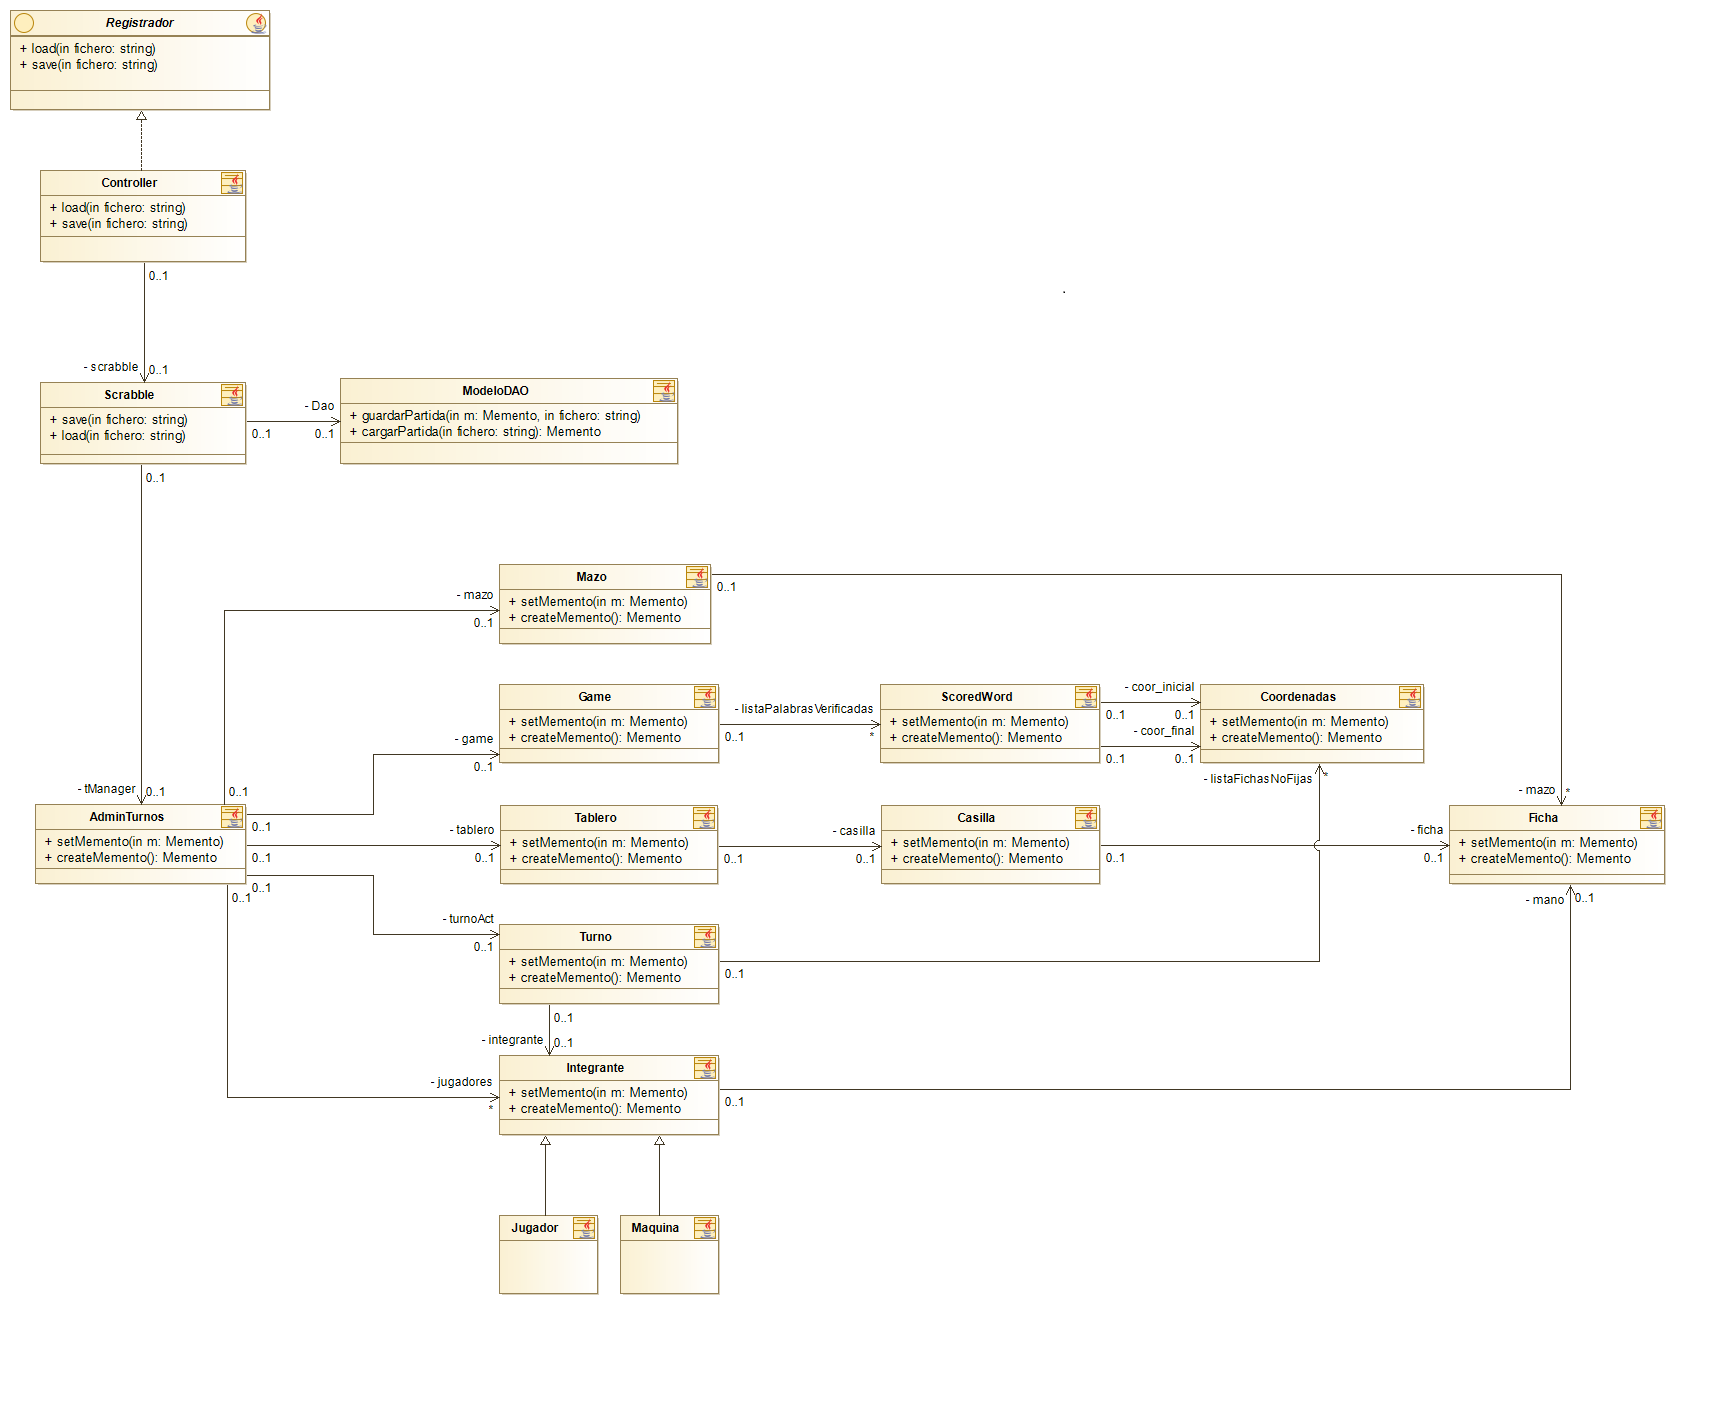 Registrador
+ load(in fichero: string)
+ save(in fichero: string)
Controller
+ load(in fichero: string)
+ save(in fichero: string)
0..1
- scrabble
0..1
Scrabble
+ save(in fichero: string)
+ load(in fichero: string)
0..1
- Dao
0..1
ModeloDAO
+ guardarPartida(in m: Memento, in fichero: string)
+ cargarPartida(in fichero: string): Memento
0..1
- tManager
0..1
AdminTurnos
+ setMemento(in m: Memento)
+ createMemento(): Memento
0..1
- mazo
0..1
Mazo
+ setMemento(in m: Memento)
+ createMemento(): Memento
0..1
- mazo
*
0..1
- game
0..1
Game
+ setMemento(in m: Memento)
+ createMemento(): Memento
0..1
- listaPalabrasVerificadas
*
ScoredWord
+ setMemento(in m: Memento)
+ createMemento(): Memento
0..1
- coor_inicial
0..1
0..1
- coor_final
0..1
Coordenadas
+ setMemento(in m: Memento)
+ createMemento(): Memento
- listaFichasNoFijas
*
0..1
- tablero
0..1
Tablero
+ setMemento(in m: Memento)
+ createMemento(): Memento
0..1
- casilla
0..1
Casilla
+ setMemento(in m: Memento)
+ createMemento(): Memento
0..1
- ficha
0..1
Ficha
+ setMemento(in m: Memento)
+ createMemento(): Memento
- mano
0..1
0..1
- turnoAct
0..1
Turno
+ setMemento(in m: Memento)
+ createMemento(): Memento
0..1
0..1
- integrante
0..1
0..1
- jugadores
*
Integrante
+ setMemento(in m: Memento)
+ createMemento(): Memento
0..1
Jugador
Maquina